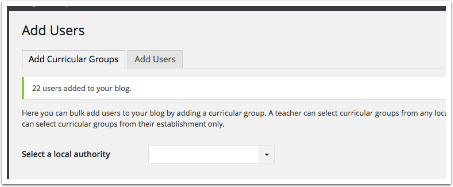 Add Users
Add Curricular Groups
Add Users
22 users added to your blog.
Here you can bulk add users to your blog by adding a curricular group. A teacher can select curricular groups from any
can select curricular groups from their establishment only.
Select a local authority